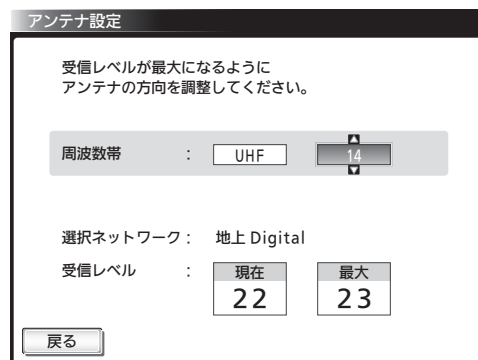 アンテナ設定
受信レベルが最大になるように
アンテナの方向を調整してください。
周波数帯 : UHF 14
選択ネットワーク : 地上 Digital
受信レベル : 現在 最大
22 23
戻る